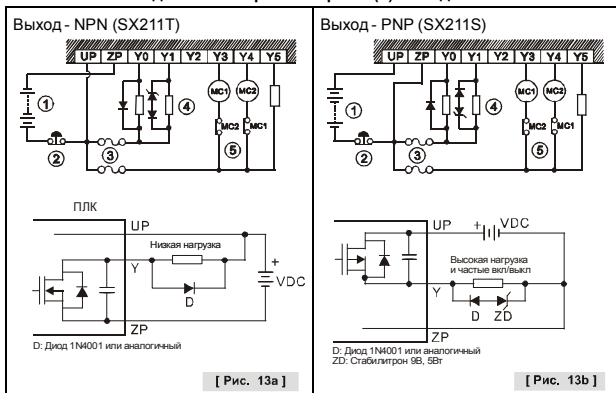 Выход - NPN (SX211T)
UP ZP Y0 Y1 Y2 Y3 Y4 Y5
MC1 MC2
1
4
MC2 MC1
2
3
5
ПЛК
UP
Низкая нагрузка
Y
+
VDC
D
ZP
D: Диод 1N4001 или аналогичный
[ Рис. 13a ]
Выход - PNP (SX211S)
UP ZP Y0 Y1 Y2 Y3 Y4 Y5
MC1 MC2
1
4
MC2 MC1
2
3
5
UP
+ VDC
Высокая нагрузка
и частые вкл/выкл
Y
D ZD
ZP
D: Диод 1N4001 или аналогичный
ZD: Стабилитрон 9В, 5Вт
[ Рис. 13b ]